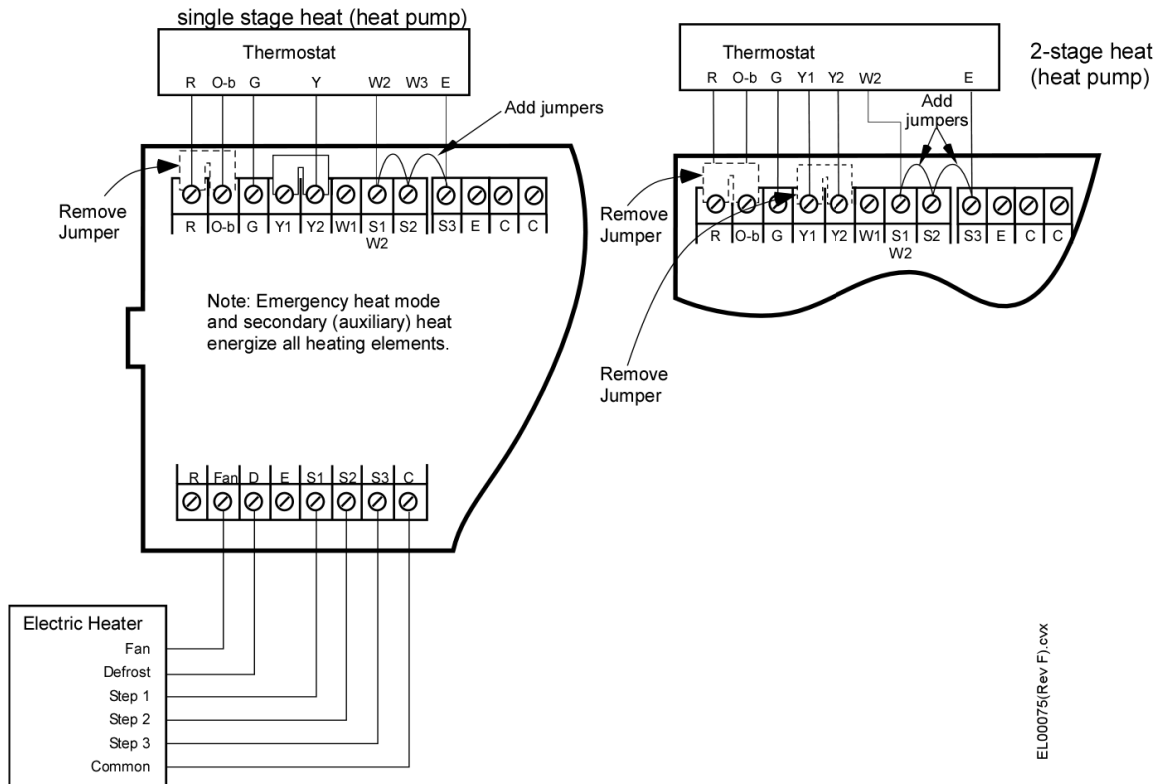 single stage heat (heat pump)
Thermostat
R O-b G Y W2 W3 E
Add jumpers
Remove
Jumper
R O-b G Y1 Y2 W1 S1 S2 S3 E C C
W2
Note: Emergency heat mode
and secondary (auxiliary) heat
energize all heating elements.
R Fan D E S1 S2 S3 C
Electric Heater
Fan
Defrost
Step 1
Step 2
Step 3
Common
2-stage heat
(heat pump)
Thermostat
R O-b G Y1 Y2 W2 E
Add
jumpers
Remove
Jumper
R O-b G Y1 Y2 W1 S1 S2 S3 E C C
W2
Remove
Jumper
EL00075(Rev F).cvx